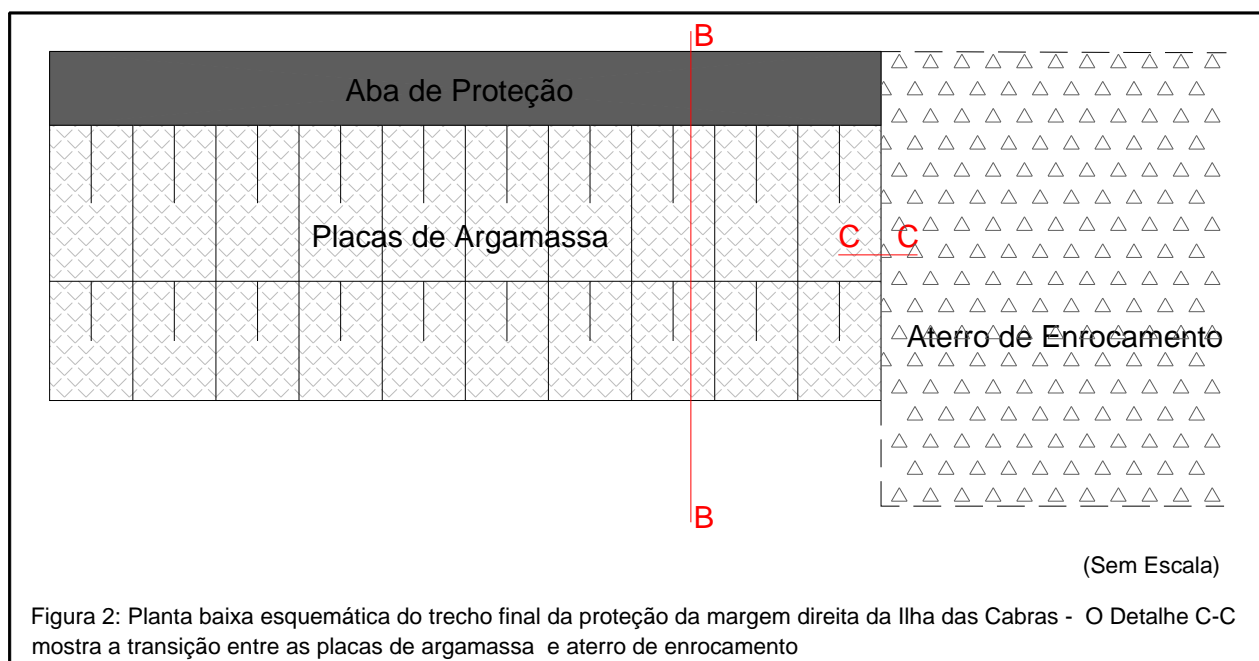 B
Aba de Proteção
Placas de Argamassa
C C
Aterro de Enrocamento
B
(Sem Escala)
Figura 2: Planta baixa esquemática do trecho final da proteção da margem direita da Ilha das Cabras - O Detalhe C-C
mostra a transição entre as placas de argamassa e aterro de enrocamento